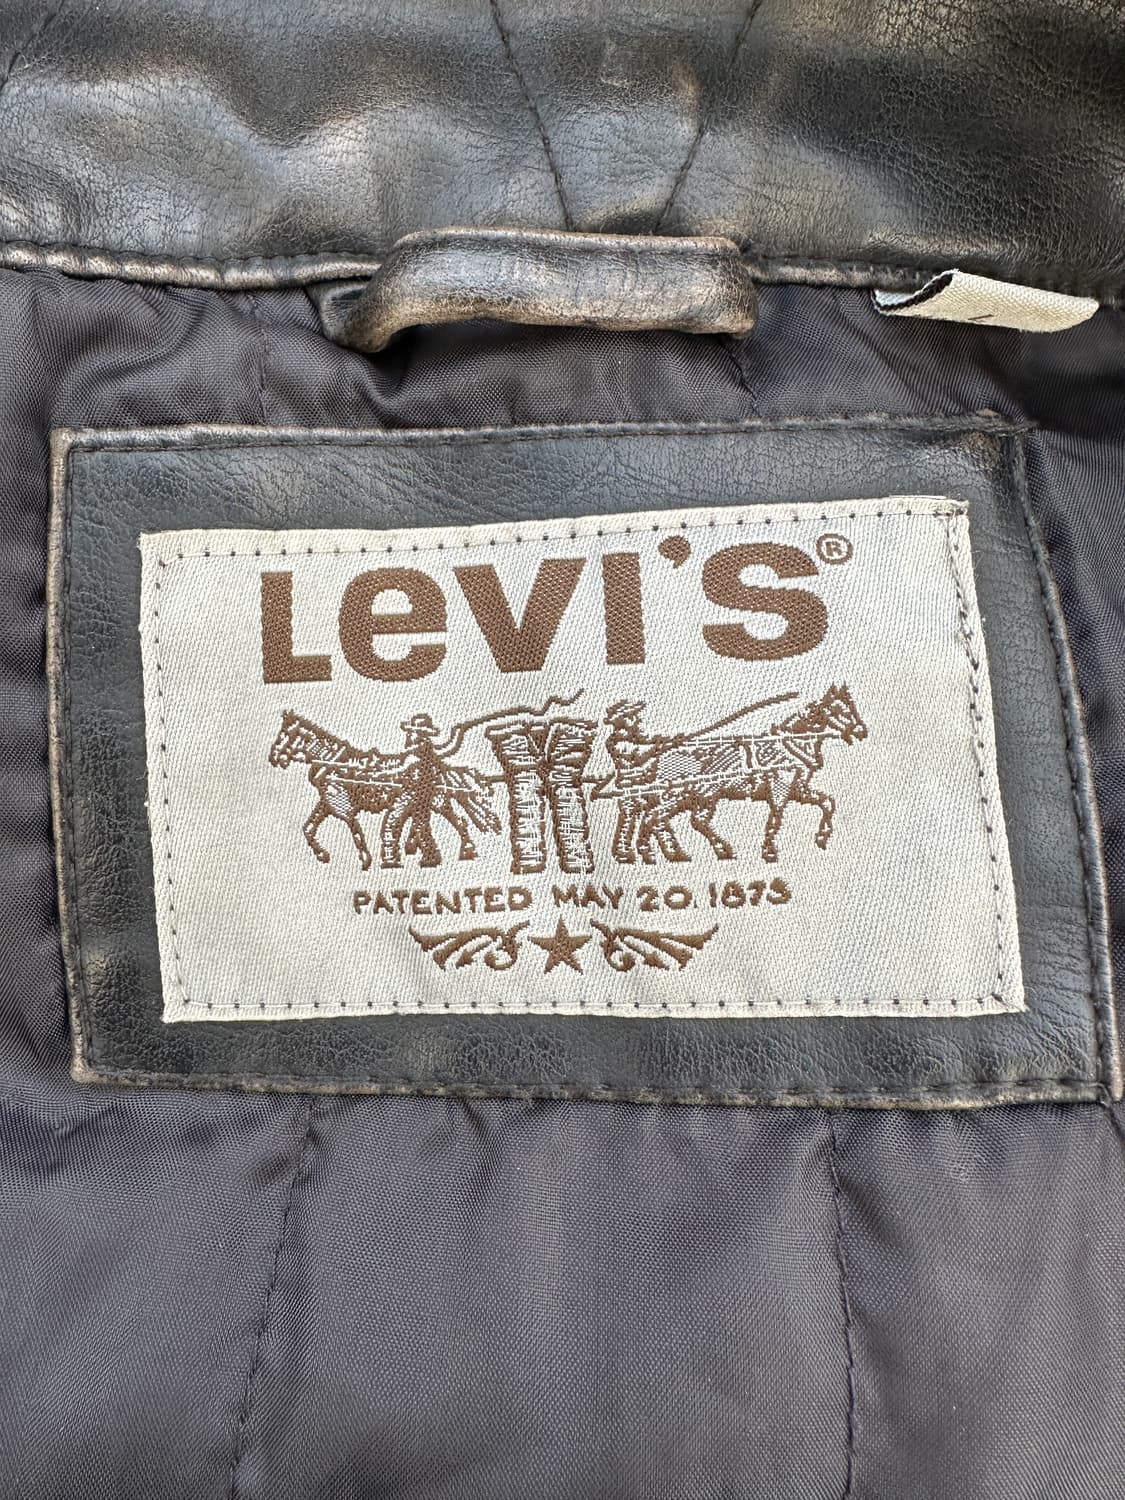 Levi's®
PATENTED MAY 20. 1873